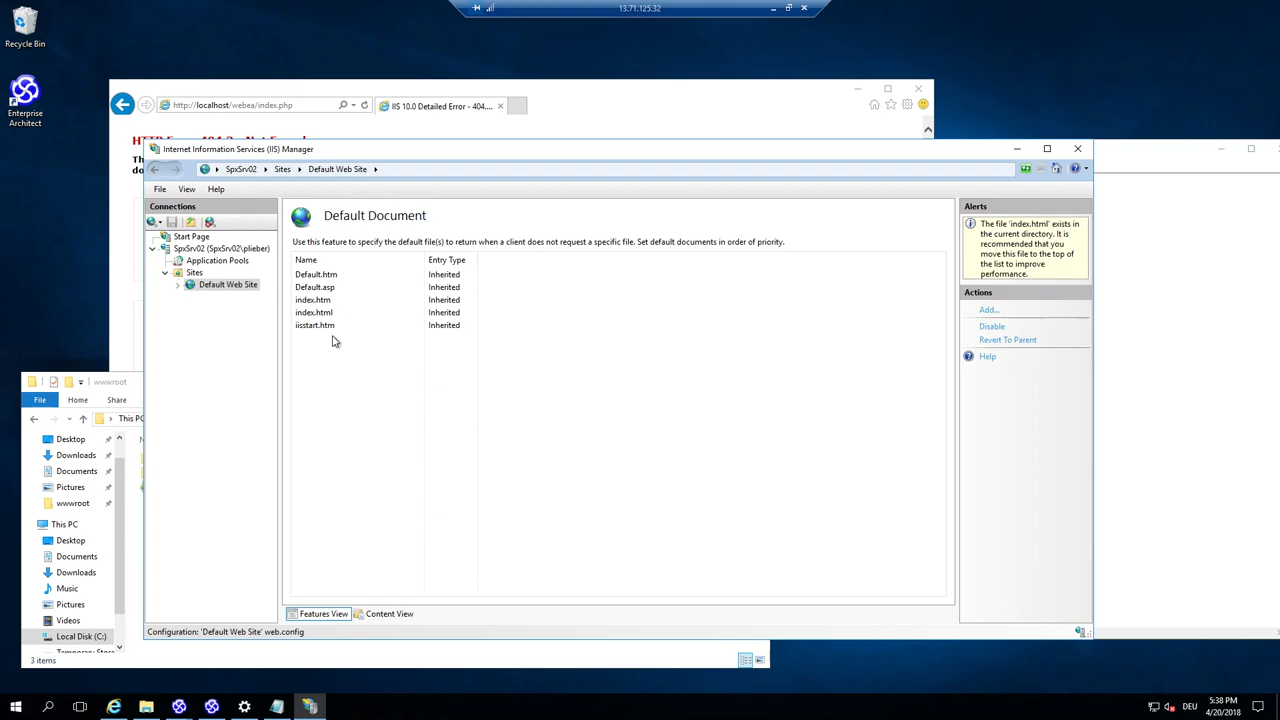 13.71.125.32
Recycle Bin
Enterprise
Architect
http://localhost/webea/index.php
IIS 10.0 Detailed Error - 404....
Internet Information Services (IIS) Manager
SpxSrv02
Sites
Default Web Site
File
View
Help
Connections
Start Page
SpxSrv02 (SpxSrv02\plieber)
Application Pools
Sites
Default Web Site
Default Document
Use this feature to specify the default file(s) to return when a client does not request a specific file. Set default documents in order of priority.
Name
Entry Type
Default.htm
Inherited
Default.asp
Inherited
index.htm
Inherited
index.html
Inherited
iisstart.htm
Inherited
Features View
Content View
Configuration: 'Default Web Site' web.config
Alerts
The file 'index.html' exists in
the current directory. It is
recommended that you
move this file to the top of
the list to improve
performance.
Actions
Add...
Disable
Revert To Parent
Help
wwwroot
File
Home
Share
This PC
Desktop
Downloads
Documents
Pictures
wwwroot
This PC
Desktop
Documents
Downloads
Music
Pictures
Videos
Local Disk (C:)
3 items
DEU
5:38 PM
4/20/2018